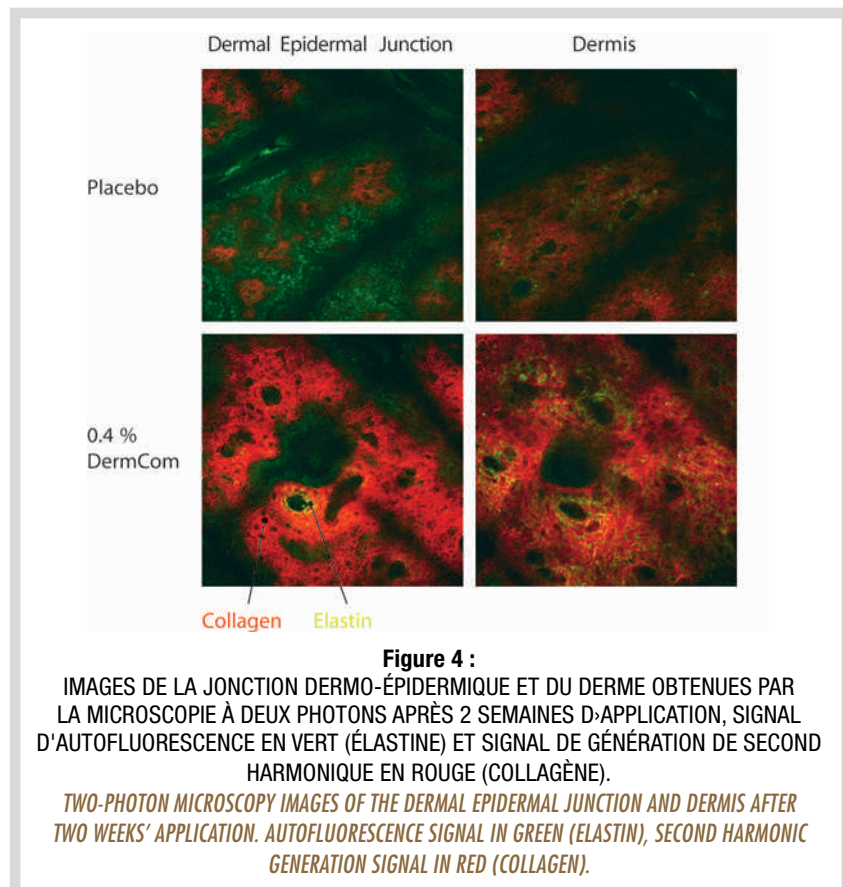 Dermal Epidermal Junction
Dermis
Placebo
0.4 %
DermCom
Collagen
Elastin
Figure 4 :
IMAGES DE LA JONCTION DERMO-ÉPIDERMIQUE ET DU DERME OBTENUES PAR
LA MICROSCOPIE À DEUX PHOTONS APRÈS 2 SEMAINES D›APPLICATION, SIGNAL
D'AUTOFLUORESCENCE EN VERT (ÉLASTINE) ET SIGNAL DE GÉNÉRATION DE SECOND
HARMONIQUE EN ROUGE (COLLAGÈNE).
TWO-PHOTON MICROSCOPY IMAGES OF THE DERMAL EPIDERMAL JUNCTION AND DERMIS AFTER
TWO WEEKS’ APPLICATION. AUTOFLUORESCENCE SIGNAL IN GREEN (ELASTIN), SECOND HARMONIC
GENERATION SIGNAL IN RED (COLLAGEN).